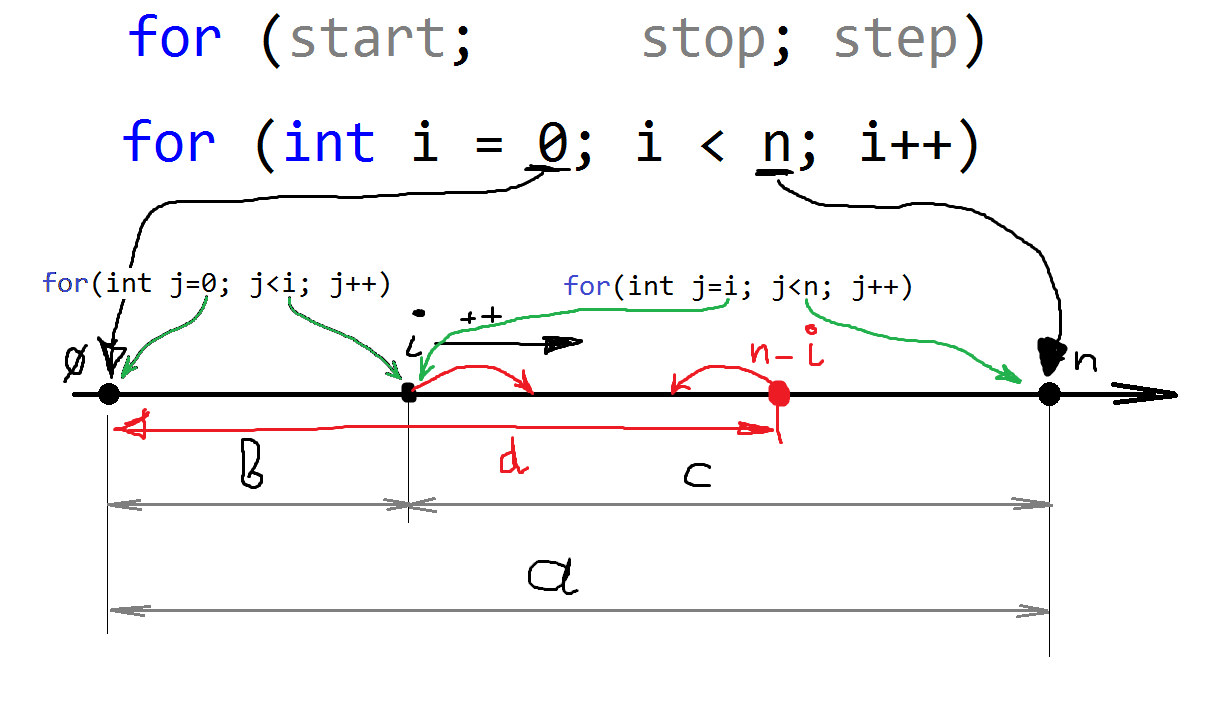 for (start; stop; step)
for (int i = 0; i < n; i++)
for(int j=0; j<i; j++)
for(int j=i; j<n; j++)
i ++
n-i
Ø
n
B
d
c
a